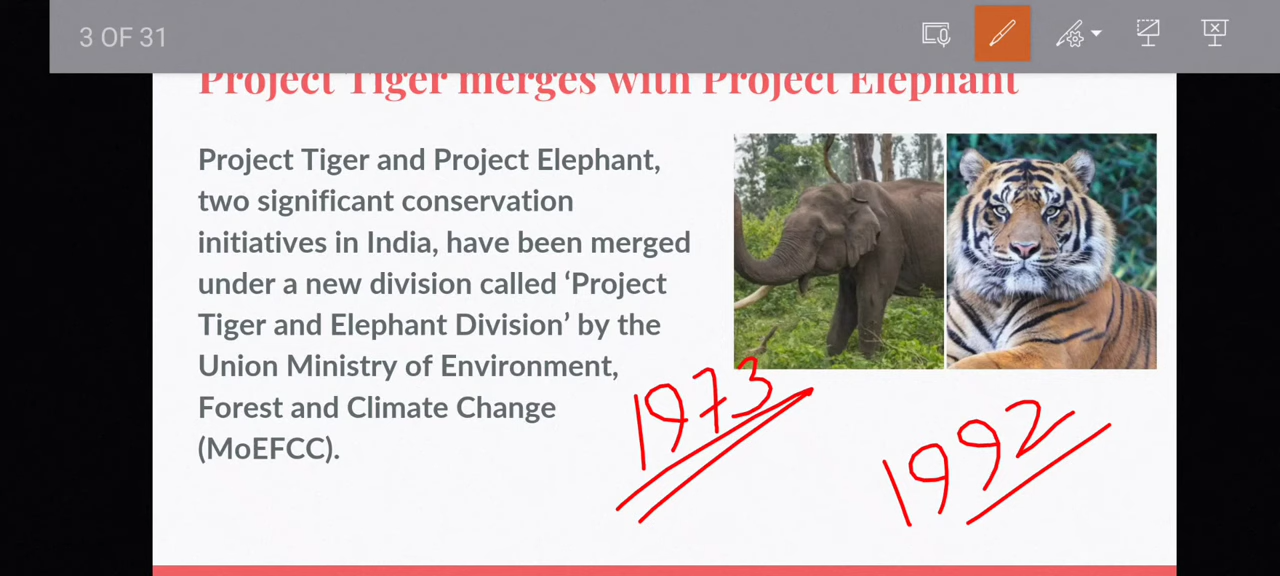 3 OF 31
Project Tiger merges with Project Elephant
Project Tiger and Project Elephant,
two significant conservation
initiatives in India, have been merged
under a new division called ‘Project
Tiger and Elephant Division’ by the
Union Ministry of Environment,
Forest and Climate Change
(MoEFCC).
1973
1992